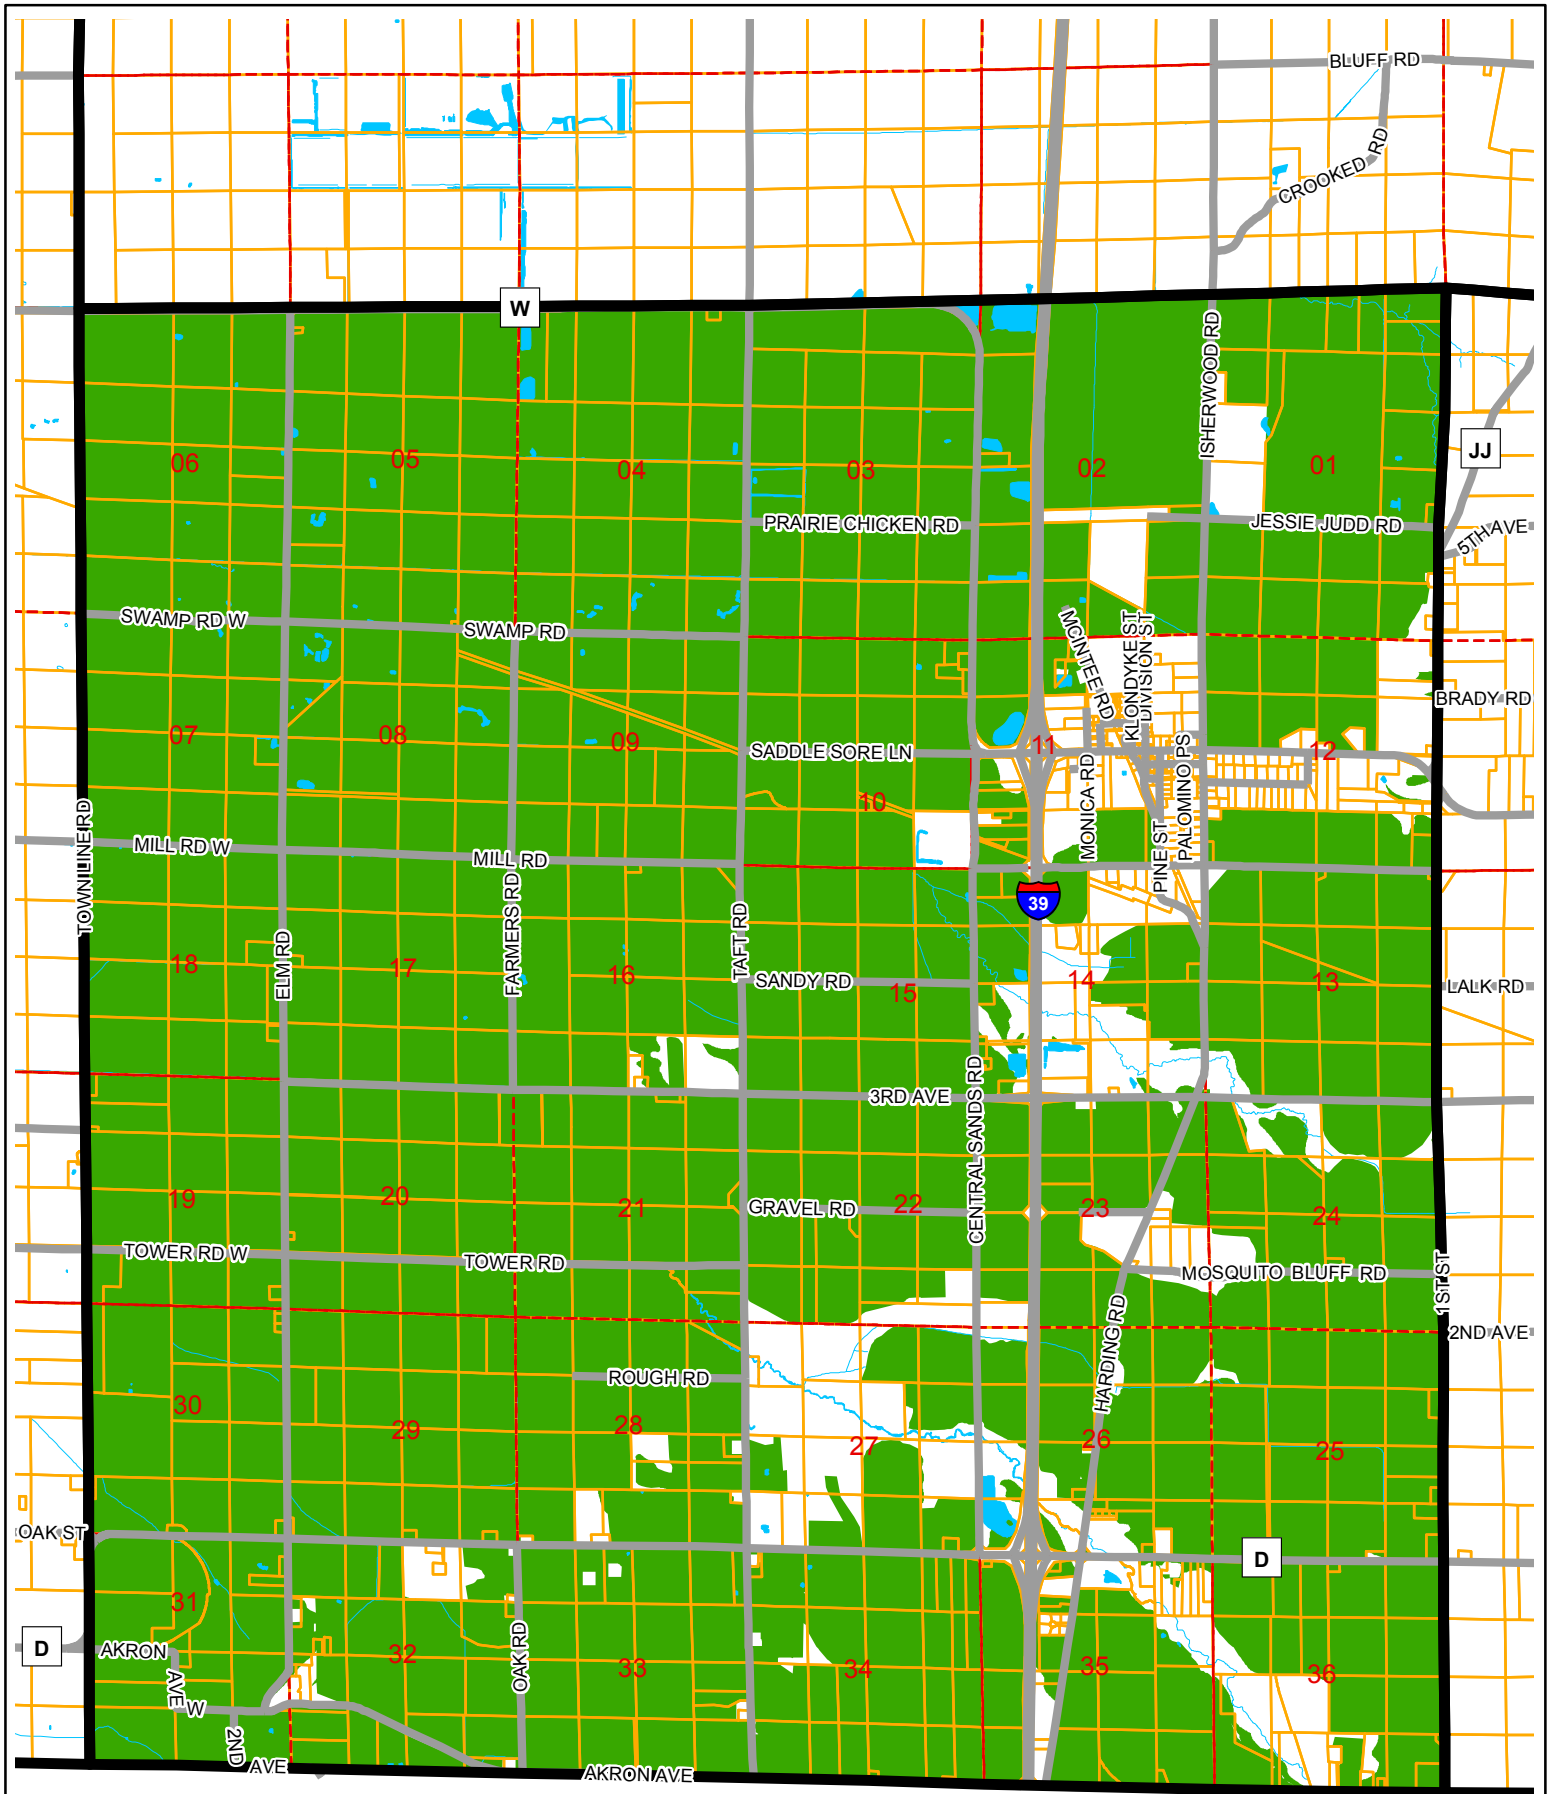 BLUFF RD
CROOKED RD
W
ISHERWOOD RD
JJ
06
05
04
03
02
01
PRAIRIE CHICKEN RD
JESSIE JUDD RD
5TH AVE
SWAMP RD W
SWAMP RD
MCINTEE RD
KLONDYKE ST
DIVISION ST
BRADY RD
07
08
09
SADDLE SORE LN
11
12
10
MONICA RD
PALOMINO PS
PINE ST
TOWN LINE RD
MILL RD W
MILL RD
39
ELM RD
FARMERS RD
TAFT RD
18
17
16
SANDY RD
15
14
13
LALK RD
3RD AVE
CENTRAL SANDS RD
19
20
21
GRAVEL RD
22
23
24
TOWER RD W
TOWER RD
MOSQUITO BLUFF RD
1ST ST
2ND AVE
HARDING RD
ROUGH RD
30
29
28
27
26
25
OAK ST
D
31
D
AKRON
AVE W
OAK RD
32
33
34
35
36
2ND AVE
AKRON AVE